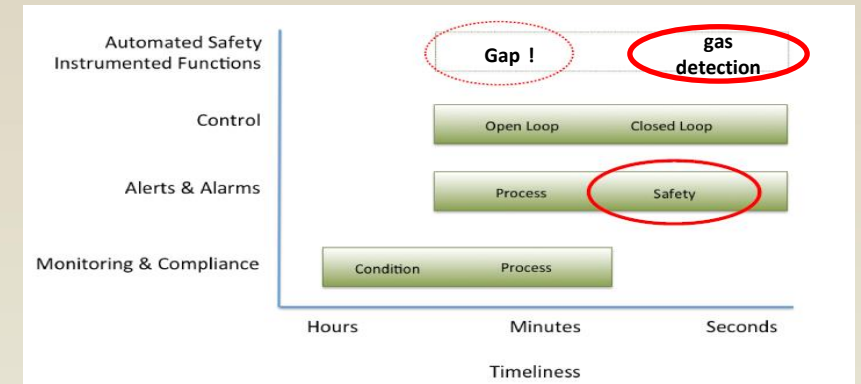 Automated Safety
Instrumented Functions
Gap !
gas
detection
Control
Open Loop
Closed Loop
Alerts & Alarms
Process
Safety
Monitoring & Compliance
Condition
Process
Hours
Minutes
Seconds
Timeliness